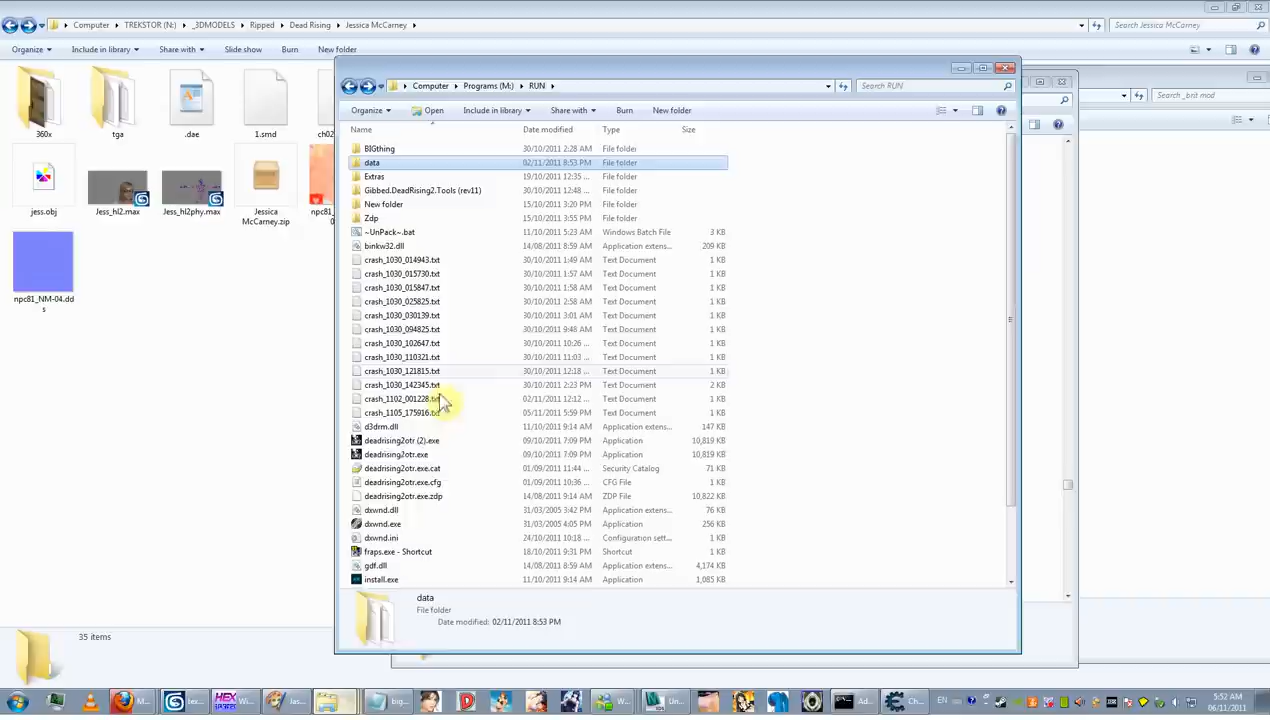 Computer TREKSTOR (N:) _3DMODELS Ripped Dead Rising Jessica McCarney Search Jessica McCarney
Organize Include in library Share with Slide show Burn New folder
360x tga .dae 1.smd
jess.obj Jess_hl2.max Jess_hl2phy.max Jessica McCarney.zip
npc81_NM-04.dd
s
35 items
Computer Programs (M:) RUN Search RUN
Search _brit mod
Organize Open Include in library Share with Burn New folder
Name Date modified Type Size
BIGthing 30/10/2011 2:28 AM File folder
data 02/11/2011 8:53 PM File folder
Extras 19/10/2011 12:35 ... File folder
Gibbed.DeadRising2.Tools (rev11) 30/10/2011 12:48 ... File folder
New folder 15/10/2011 3:20 PM File folder
Zdp 15/10/2011 3:55 PM File folder
~UnPack~.bat 11/10/2011 5:23 AM Windows Batch File 3 KB
binkw32.dll 14/08/2011 8:59 AM Application extens... 209 KB
crash_1030_014943.txt 30/10/2011 1:49 AM Text Document 1 KB
crash_1030_015730.txt 30/10/2011 1:57 AM Text Document 1 KB
crash_1030_015847.txt 30/10/2011 1:58 AM Text Document 1 KB
crash_1030_025825.txt 30/10/2011 2:58 AM Text Document 1 KB
crash_1030_030139.txt 30/10/2011 3:01 AM Text Document 1 KB
crash_1030_094825.txt 30/10/2011 9:48 AM Text Document 1 KB
crash_1030_102647.txt 30/10/2011 10:26 ... Text Document 1 KB
crash_1030_110321.txt 30/10/2011 11:03 ... Text Document 1 KB
crash_1030_121815.txt 30/10/2011 12:18 ... Text Document 1 KB
crash_1030_142345.txt 30/10/2011 2:23 PM Text Document 2 KB
crash_1102_001228.txt 02/11/2011 12:12 ... Text Document 1 KB
crash_1105_175916.txt 05/11/2011 5:59 PM Text Document 1 KB
d3drm.dll 11/10/2011 9:14 AM Application extens... 147 KB
deadrising2otr (2).exe 09/10/2011 7:09 PM Application 10,819 KB
deadrising2otr.exe 09/10/2011 7:09 PM Application 10,819 KB
deadrising2otr.exe.cat 01/09/2011 11:44 ... Security Catalog 71 KB
deadrising2otr.exe.cfg 01/09/2011 10:36 ... CFG File 1 KB
deadrising2otr.exe.zdp 14/08/2011 9:14 AM ZDP File 10,822 KB
dxwnd.dll 31/03/2005 3:42 PM Application extens... 76 KB
dxwnd.exe 31/03/2005 4:05 PM Application 256 KB
dxwnd.ini 24/10/2011 10:18 ... Configuration sett... 1 KB
fraps.exe - Shortcut 18/10/2011 9:31 PM Shortcut 1 KB
gdf.dll 14/08/2011 8:59 AM Application extens... 4,174 KB
install.exe 11/10/2011 9:14 AM Application 1,085 KB
data
File folder
Date modified: 02/11/2011 8:53 PM
M... tex... Wi... Jas... big... W... Un... Ad... Ch... EN 5:52 AM
06/11/2011